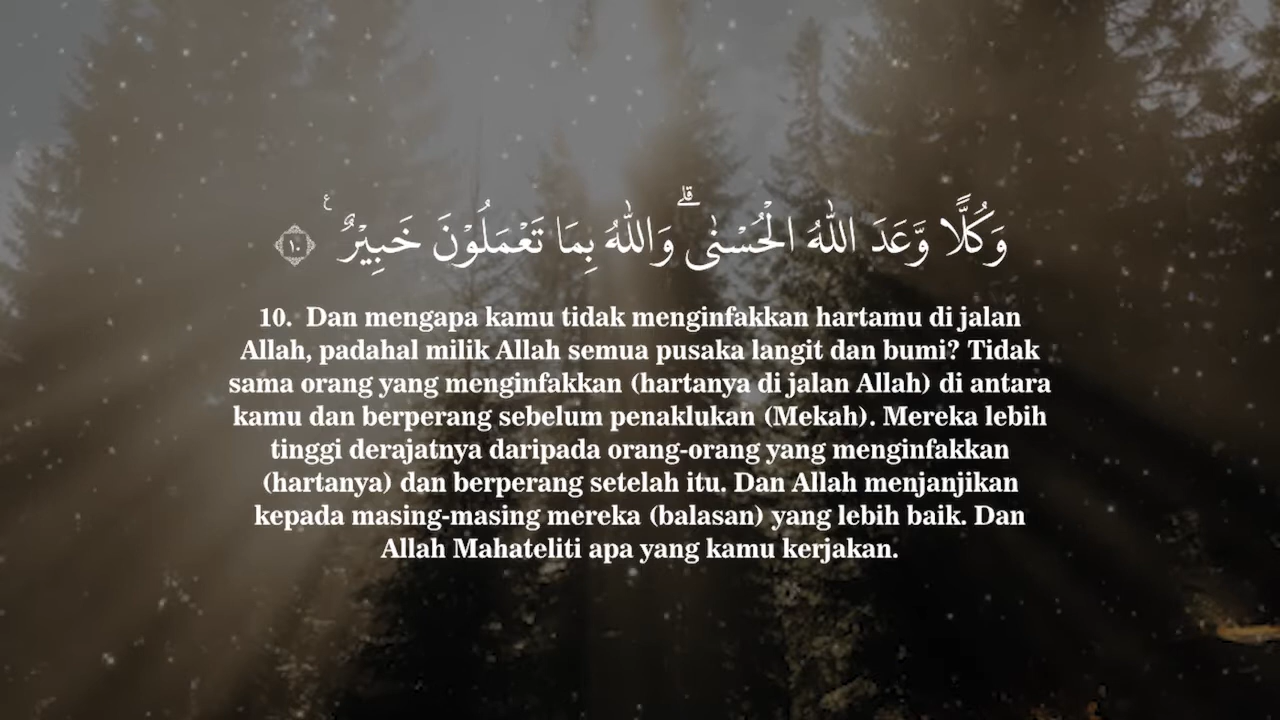 وَكُلًّا وَّعَدَ اللّٰهُ الْحُسْنٰىۗ وَاللّٰهُ بِمَا تَعْمَلُوْنَ خَبِيْرٌ ࣖ ١٠
10. Dan mengapa kamu tidak menginfakkan hartamu di jalan
Allah, padahal milik Allah semua pusaka langit dan bumi? Tidak
sama orang yang menginfakkan (hartanya di jalan Allah) di antara
kamu dan berperang sebelum penaklukan (Mekah). Mereka lebih
tinggi derajatnya daripada orang-orang yang menginfakkan
(hartanya) dan berperang setelah itu. Dan Allah menjanjikan
kepada masing-masing mereka (balasan) yang lebih baik. Dan
Allah Mahateliti apa yang kamu kerjakan.